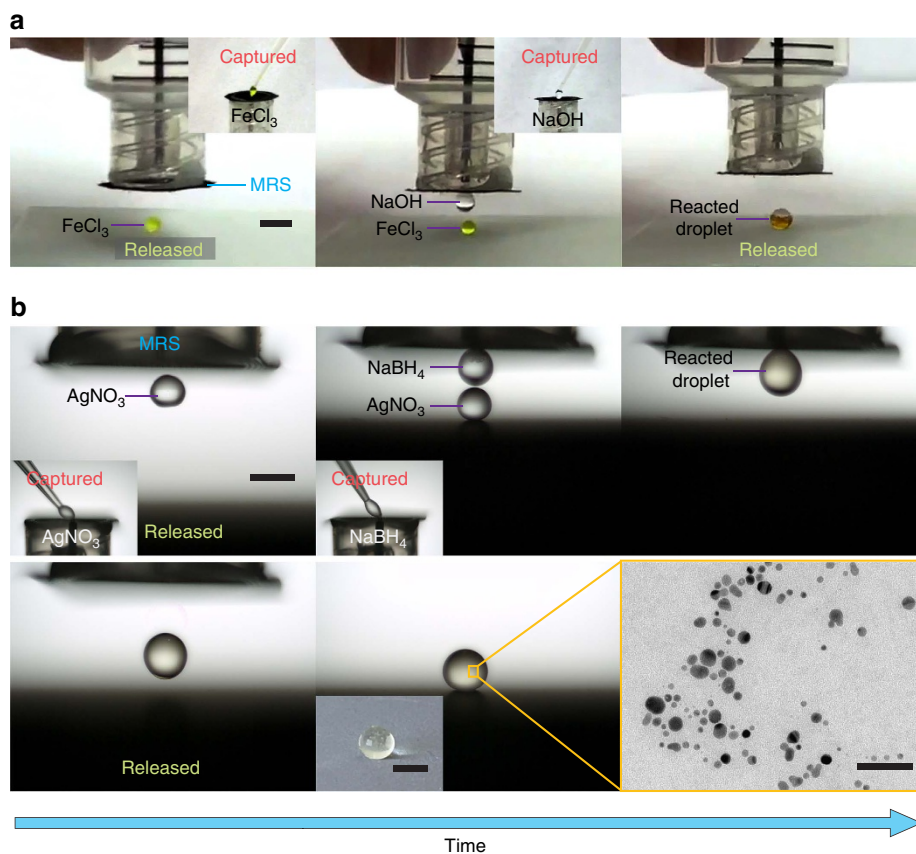 a
Captured
FeCl₃
MRS
FeCl₃
Released
Captured
NaOH
NaOH
FeCl₃
Reacted
droplet
Released
b
MRS
AgNO₃
Captured
AgNO₃
Released
NaBH₄
AgNO₃
Captured
NaBH₄
Reacted
droplet
Released
Time